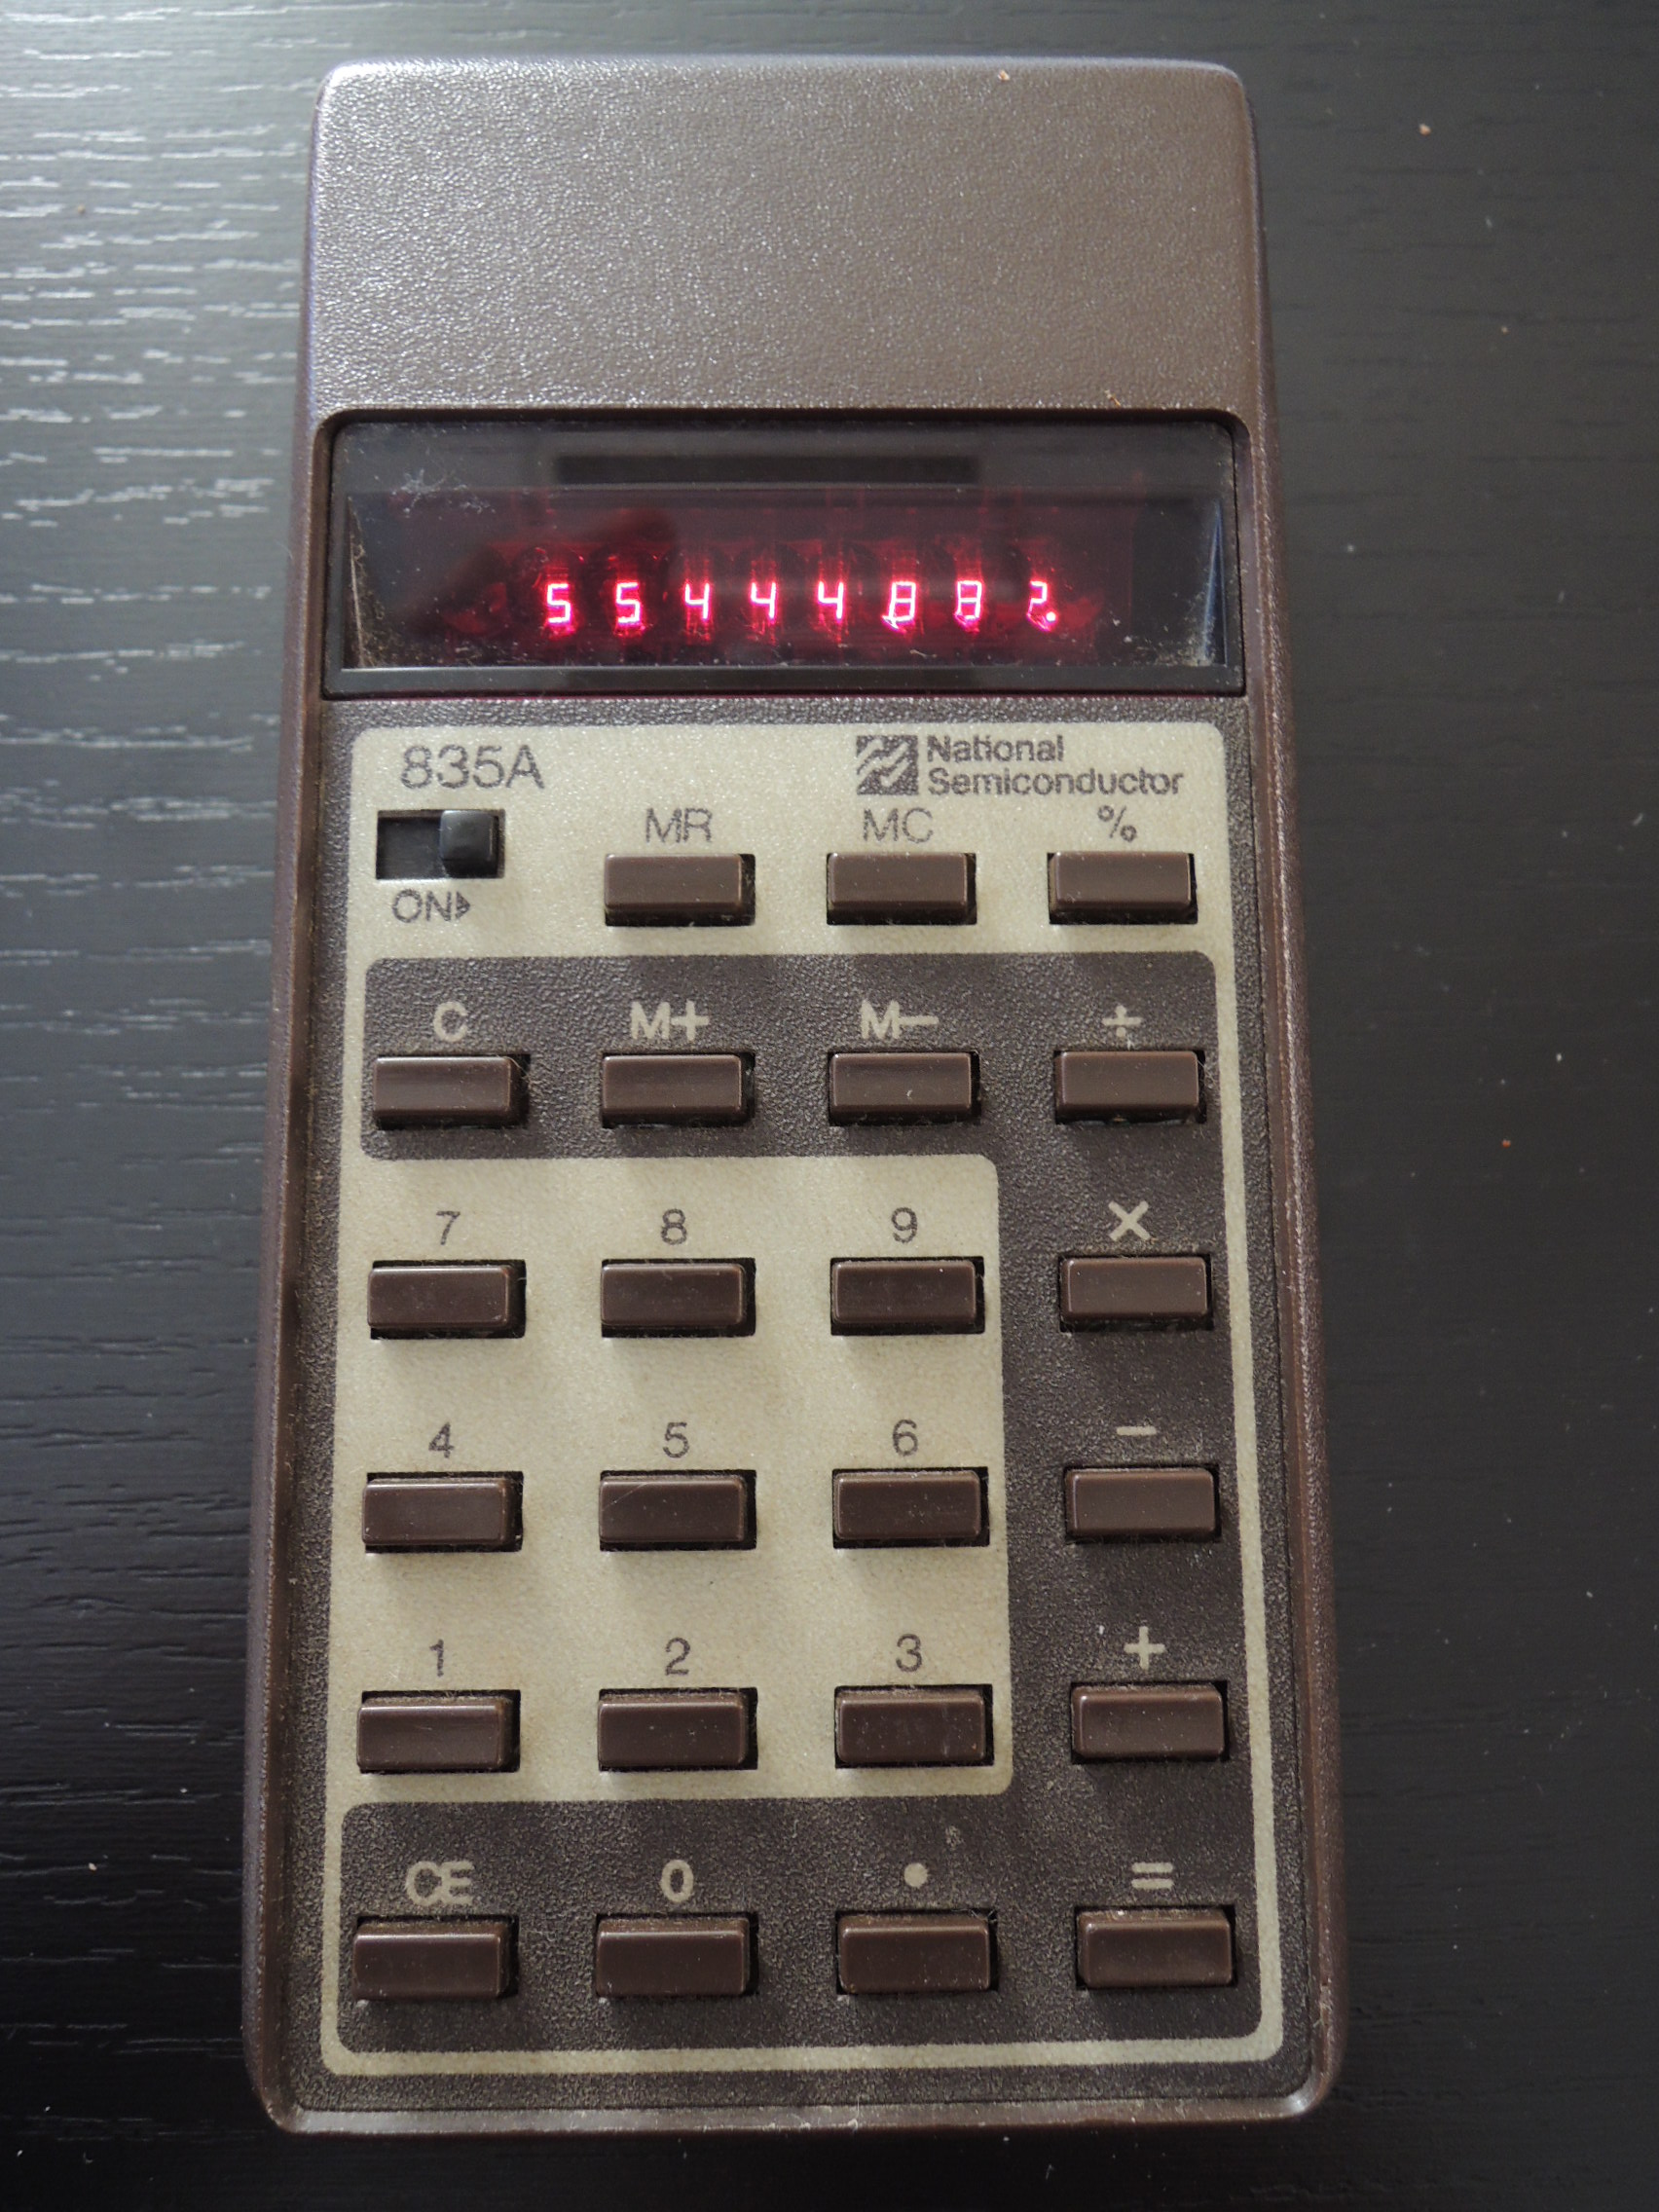 55444882.
835A
National
Semiconductor
MR MC %
ON
C M+ M− ÷
7 8 9 ×
4 5 6 −
1 2 3 +
CE 0 • =